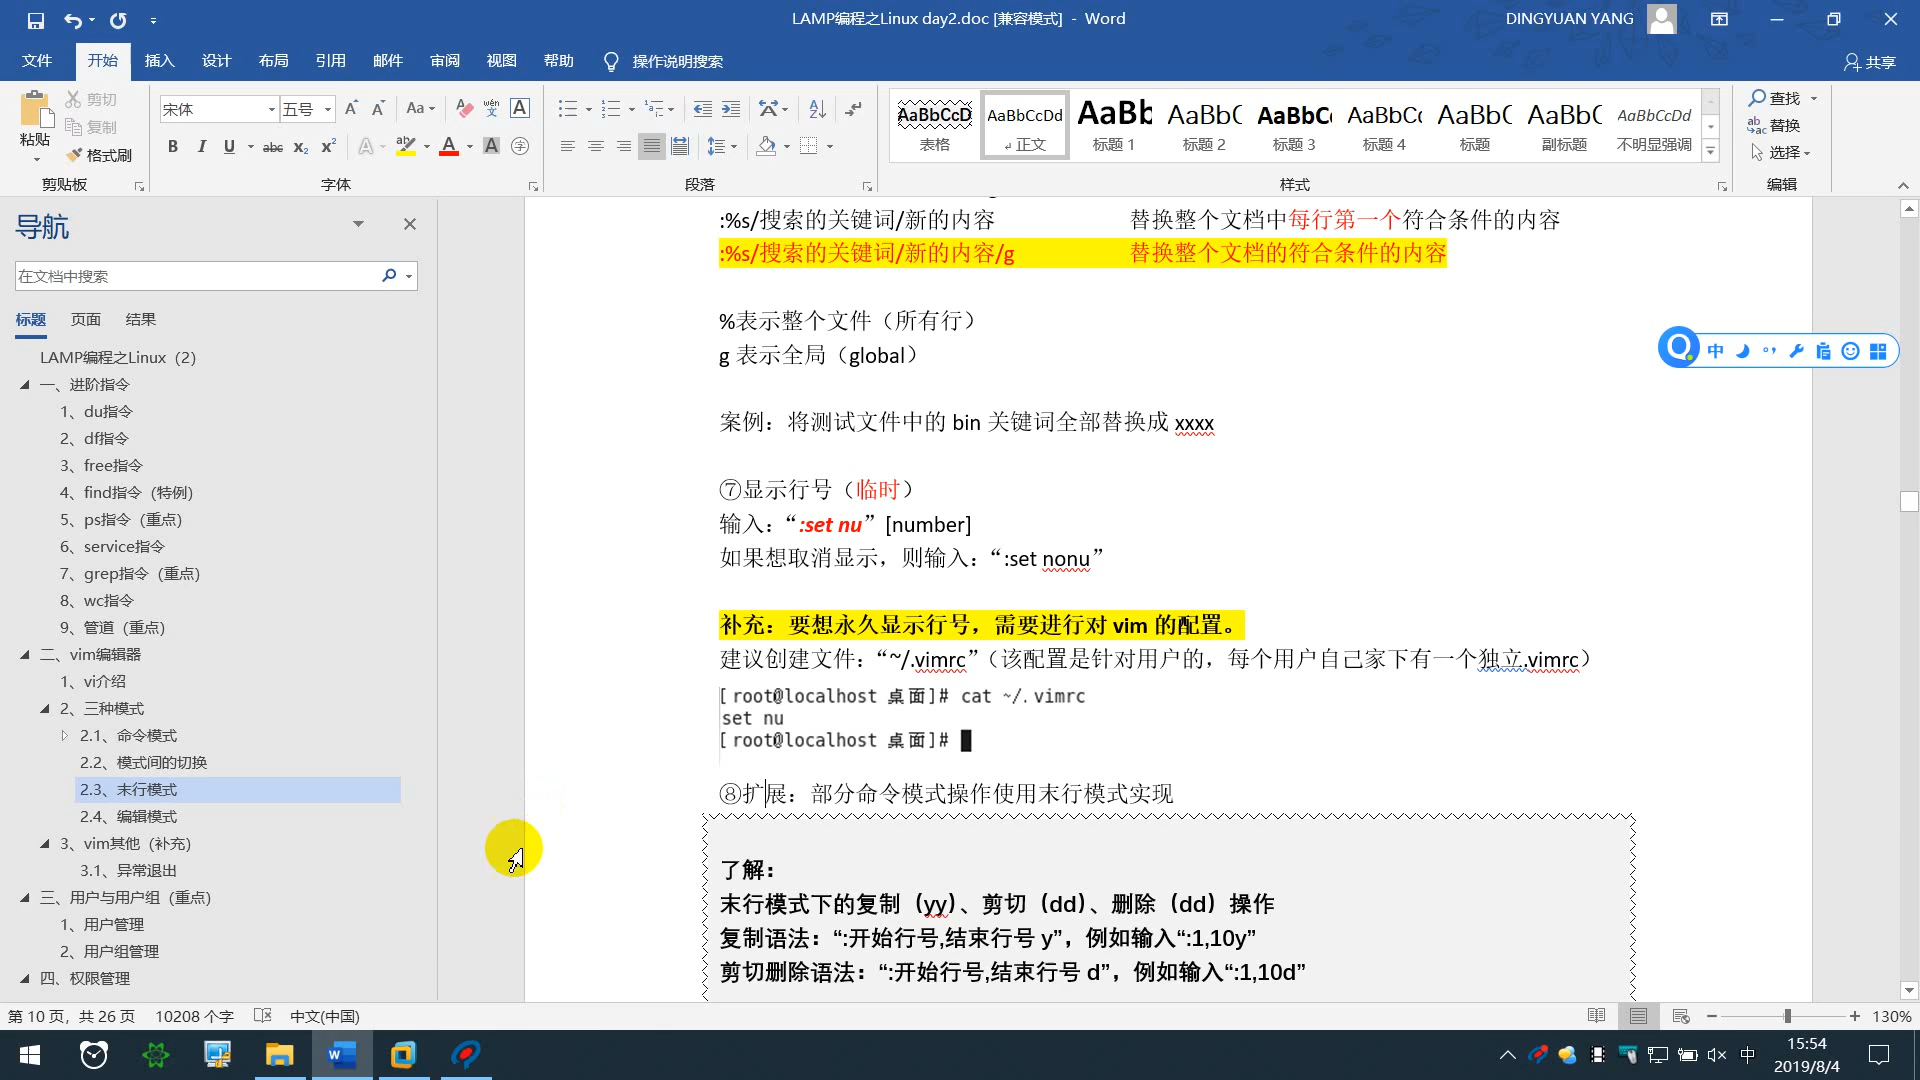 LAMP编程之Linux day2.doc [兼容模式] - Word
DINGYUAN YANG
文件 开始 插入 设计 布局 引用 邮件 审阅 视图 帮助 操作说明搜索 共享
粘贴 剪切 复制 格式刷
剪贴板
宋体 五号
字体
段落
AaBbCcD 表格
AaBbCcDd 正文
AaBb 标题 1
AaBbC 标题 2
AaBbC 标题 3
AaBbCc 标题 4
AaBbC 标题
AaBbC 副标题
AaBbCcDd 不明显强调
样式
查找
替换
选择
编辑
导航
在文档中搜索
标题 页面 结果
LAMP编程之Linux（2）
一、进阶指令
1、du指令
2、df指令
3、free指令
4、find指令（特例）
5、ps指令（重点）
6、service指令
7、grep指令（重点）
8、wc指令
9、管道（重点）
二、vim编辑器
1、vi介绍
2、三种模式
2.1、命令模式
2.2、模式间的切换
2.3、末行模式
2.4、编辑模式
3、vim其他（补充）
3.1、异常退出
三、用户与用户组（重点）
1、用户管理
2、用户组管理
四、权限管理
:%s/搜索的关键词/新的内容 替换整个文档中每行第一个符合条件的内容
:%s/搜索的关键词/新的内容/g 替换整个文档的符合条件的内容
%表示整个文件（所有行）
g 表示全局（global）
案例：将测试文件中的 bin 关键词全部替换成 xxxx
⑦显示行号（临时）
输入：“:set nu”[number]
如果想取消显示，则输入：“:set nonu”
补充：要想永久显示行号，需要进行对 vim 的配置。
建议创建文件：“~/.vimrc”（该配置是针对用户的，每个用户自己家下有一个独立.vimrc）
[root@localhost 桌面]# cat ~/.vimrc
set nu
[root@localhost 桌面]#
⑧扩展：部分命令模式操作使用末行模式实现
了解：
末行模式下的复制（yy）、剪切（dd）、删除（dd）操作
复制语法：“:开始行号,结束行号 y”，例如输入“:1,10y”
剪切删除语法：“:开始行号,结束行号 d”，例如输入“:1,10d”
中
第 10 页，共 26 页 10208 个字 中文(中国) 130%
中 15:54
2019/8/4